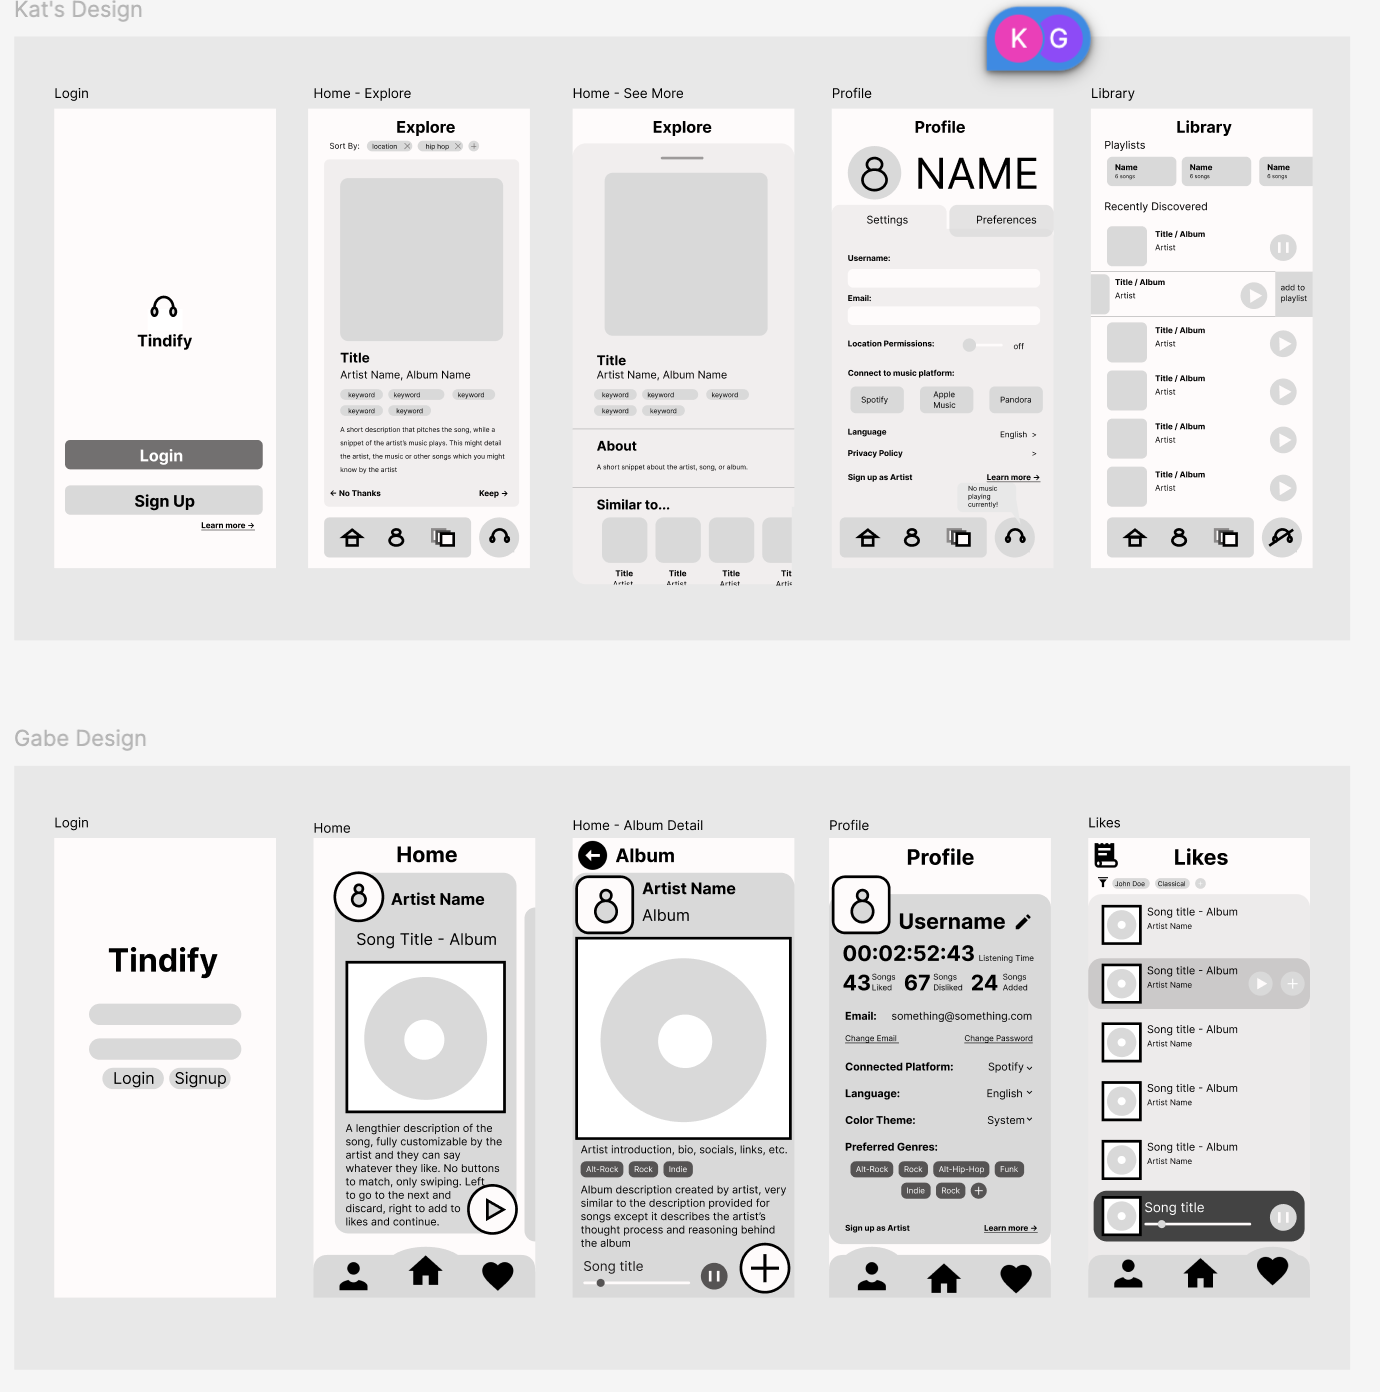 Kat's Design
K G
Login
Tindify
Login
Sign Up
Learn more →
Home - Explore
Explore
Sort By: location × hip hop × +
Title
Artist Name, Album Name
keyword keyword keyword
keyword keyword
A short description that pitches the song, while a
snippet of the artist's music plays. This might detail
the artist, the music or other songs which you might
know by the artist
← No Thanks Keep →
Home - See More
Explore
Title
Artist Name, Album Name
keyword keyword keyword
keyword keyword
About
A short snippet about the artist, song, or album.
Similar to...
Title Title Title Tit
Artist Artist Artist Artis
Profile
Profile
NAME
Settings Preferences
Username:
Email:
Location Permissions: off
Connect to music platform:
Spotify Apple Music Pandora
Language English >
Privacy Policy >
Sign up as Artist Learn more →
No music
playing
currently!
Library
Library
Playlists
Name Name Name
6 songs 6 songs 6 songs
Recently Discovered
Title / Album
Artist
Title / Album
Artist
add to
playlist
Title / Album
Artist
Title / Album
Artist
Title / Album
Artist
Title / Album
Artist
Gabe Design
Login
Tindify
Login Signup
Home
Home
Artist Name
Song Title - Album
A lengthier description of the
song, fully customizable by the
artist and they can say
whatever they like. No buttons
to match, only swiping. Left
to go to the next and
discard, right to add to
likes and continue.
Home - Album Detail
Album
Artist Name
Album
Artist introduction, bio, socials, links, etc.
Alt-Rock Rock Indie
Album description created by artist, very
similar to the description provided for
songs except it describes the artist's
thought process and reasoning behind
the album
Song title
Profile
Profile
Username
00:02:52:43 Listening Time
43 Songs Liked 67 Songs Disliked 24 Songs Added
Email: something@something.com
Change Email Change Password
Connected Platform: Spotify
Language: English
Color Theme: System
Preferred Genres:
Alt-Rock Rock Alt-Hip-Hop Funk
Indie Rock +
Sign up as Artist Learn more →
Likes
Likes
John Doe Classical +
Song title - Album
Artist Name
Song title - Album
Artist Name
Song title - Album
Artist Name
Song title - Album
Artist Name
Song title - Album
Artist Name
Song title